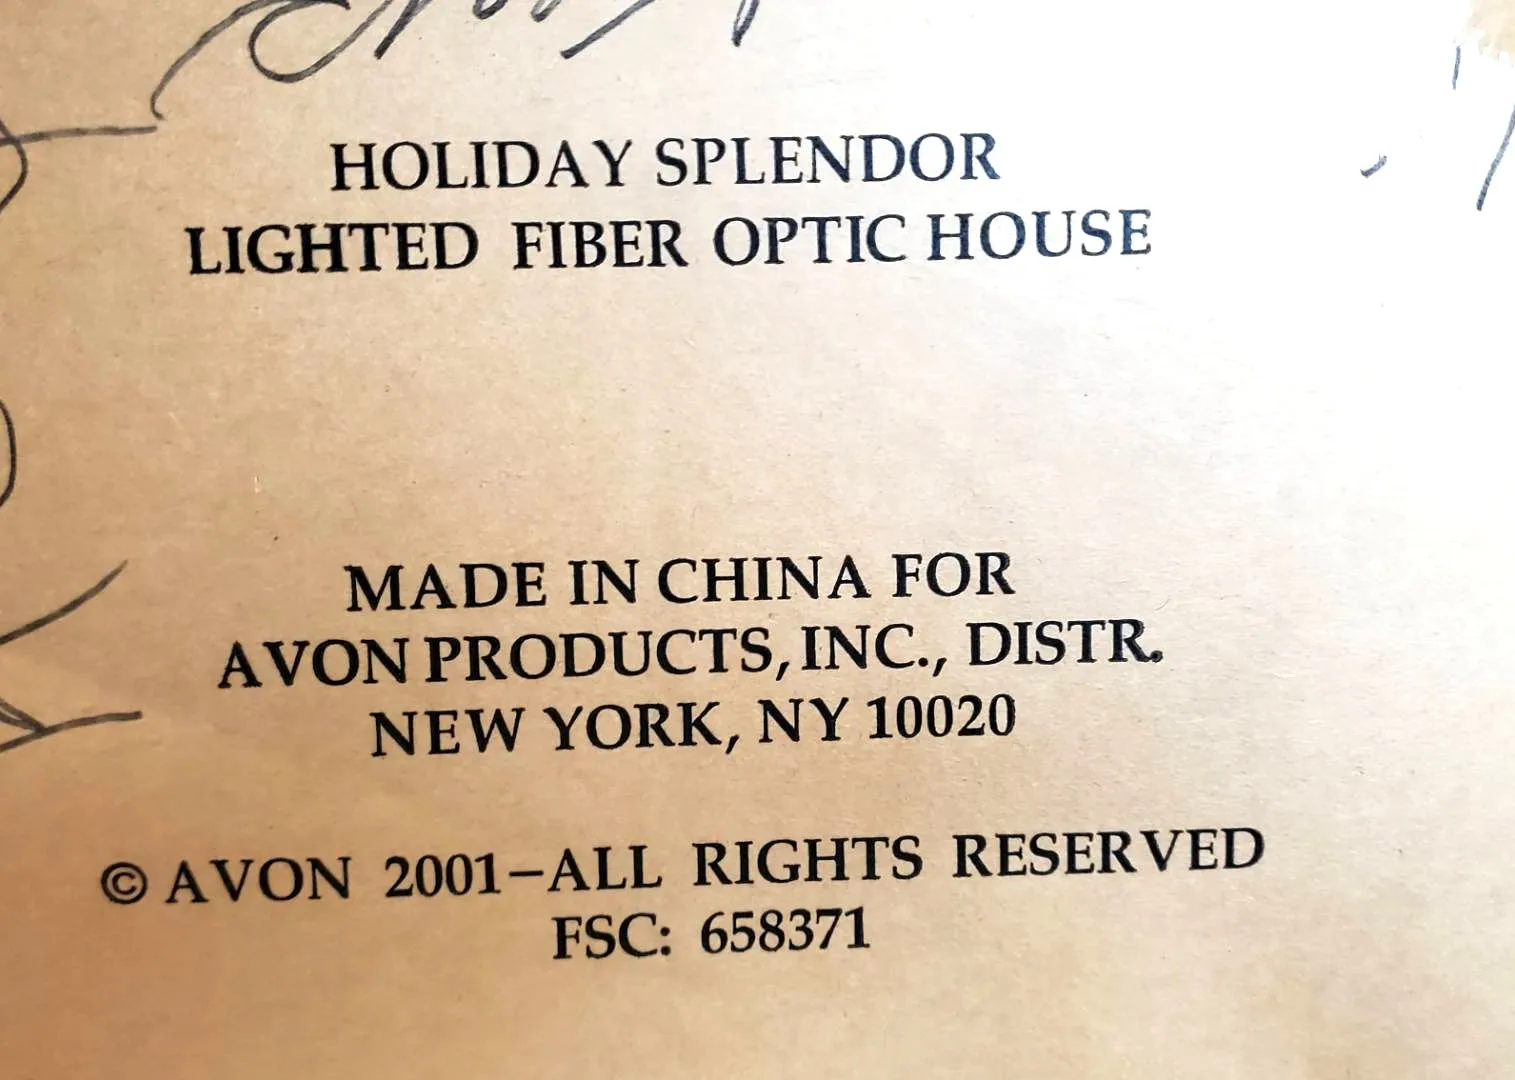 HOLIDAY SPLENDOR
LIGHTED FIBER OPTIC HOUSE
MADE IN CHINA FOR
AVON PRODUCTS, INC., DISTR.
NEW YORK, NY 10020
© AVON 2001–ALL RIGHTS RESERVED
FSC: 658371